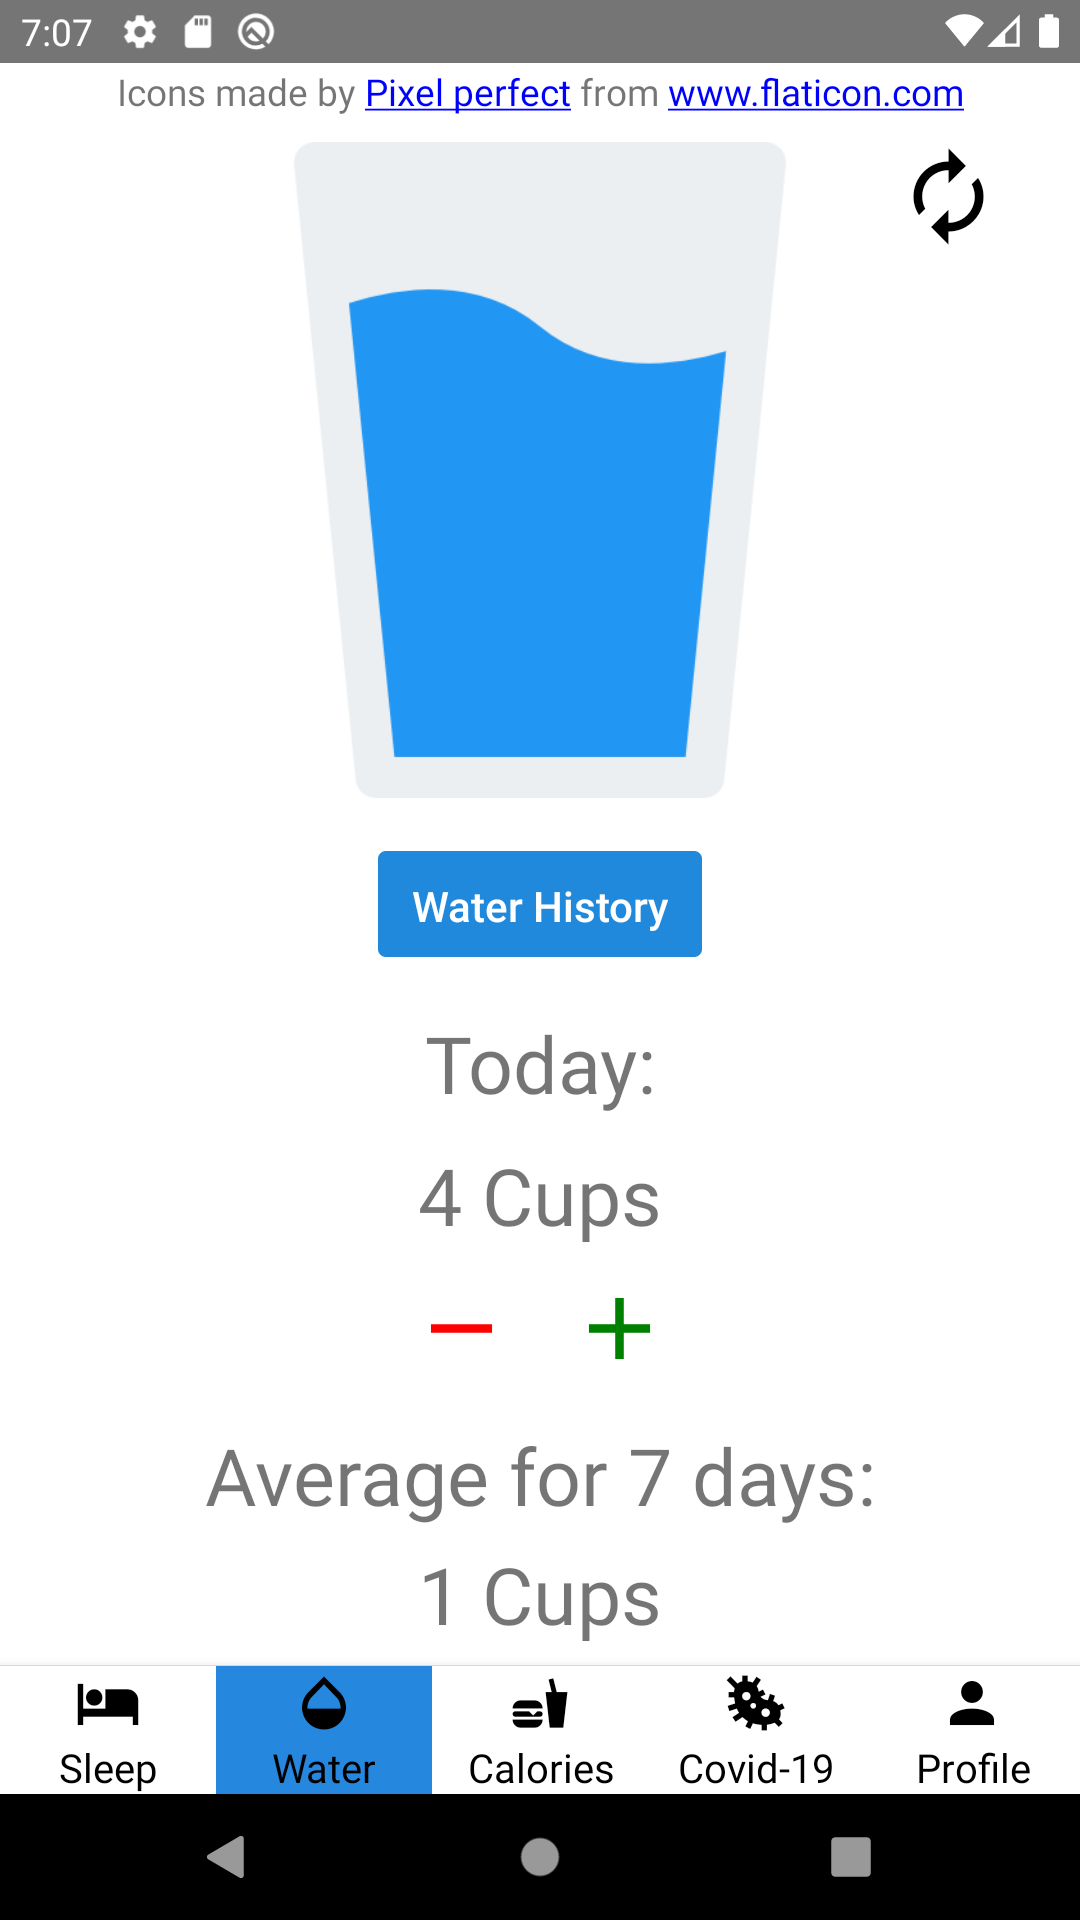 7:07
Icons made by Pixel perfect from www.flaticon.com
Water History
Today:
4 Cups
Average for 7 days:
1 Cups
Sleep Water Calories Covid-19 Profile